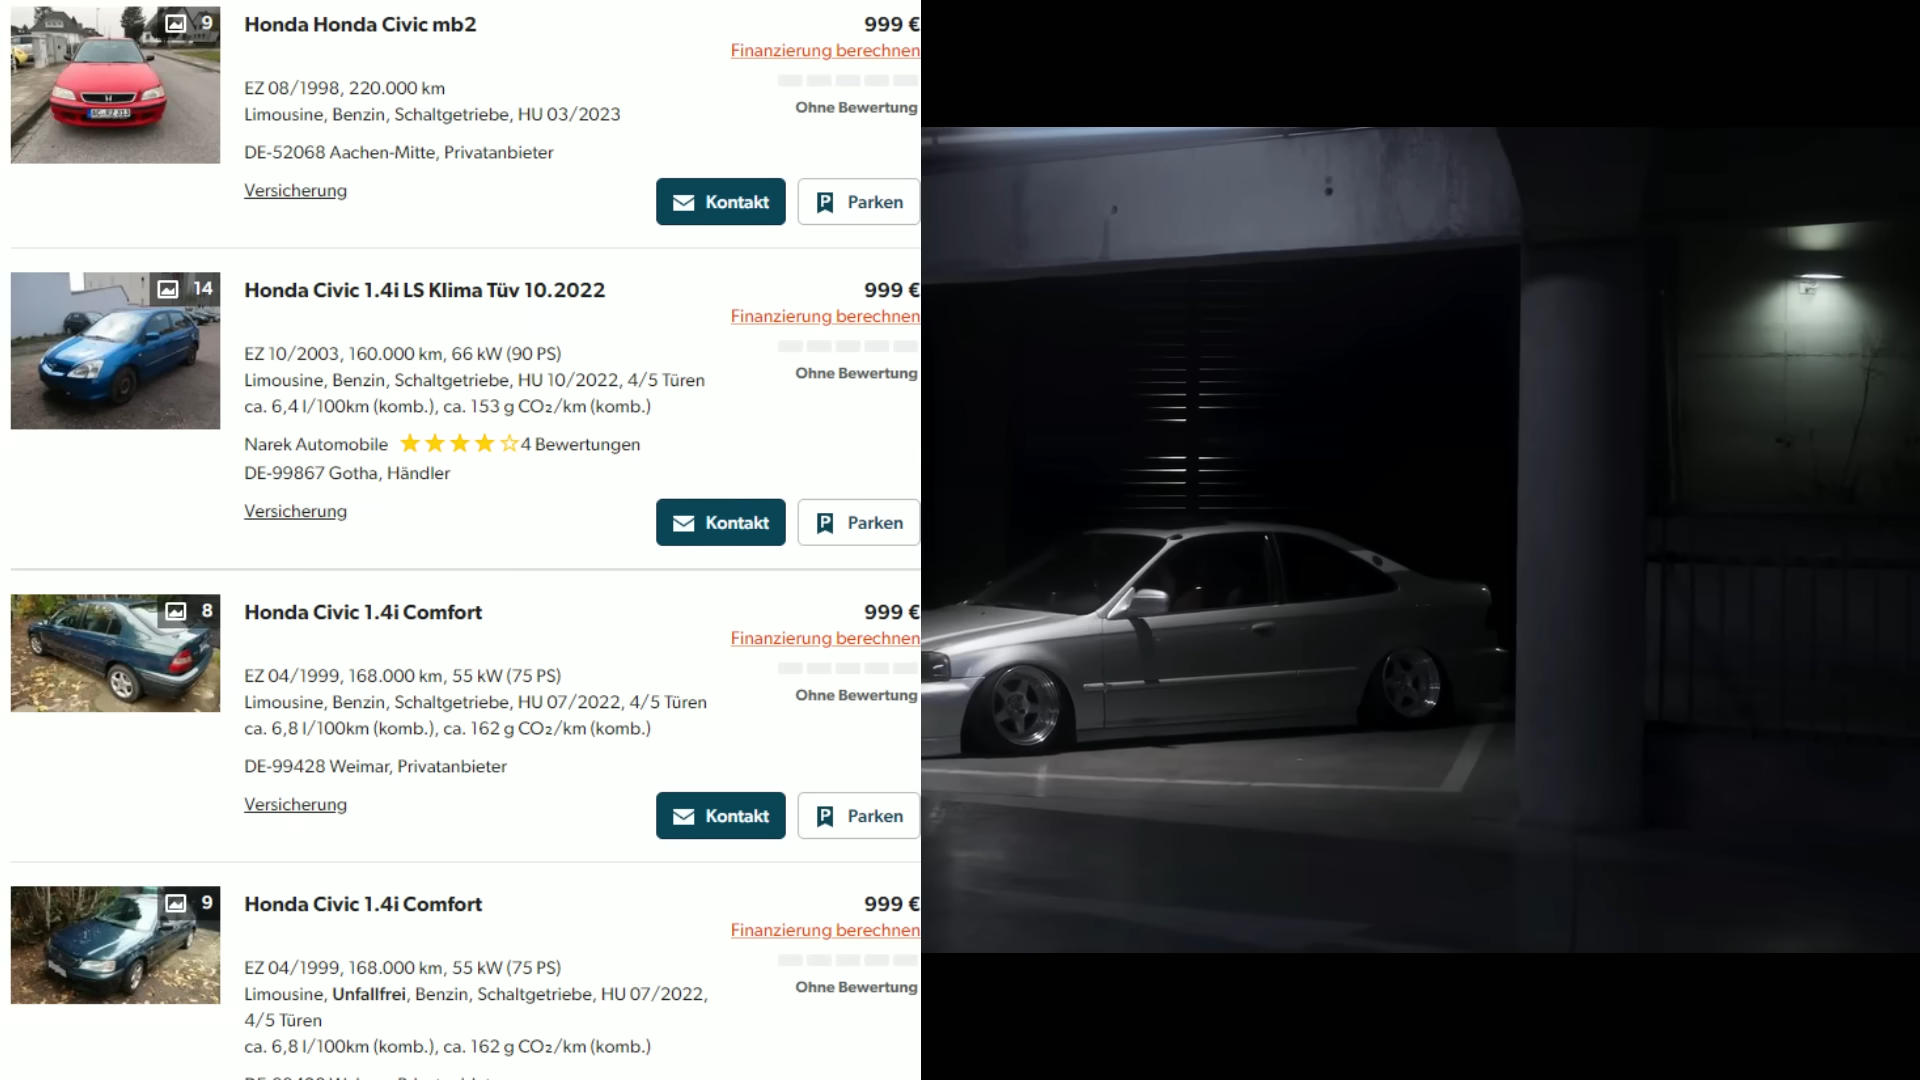 9
Honda Honda Civic mb2
999 €
Finanzierung berechnen
EZ 08/1998, 220.000 km
Ohne Bewertung
Limousine, Benzin, Schaltgetriebe, HU 03/2023
DE-52068 Aachen-Mitte, Privatanbieter
Versicherung
Kontakt
Parken
14
Honda Civic 1.4i LS Klima Tüv 10.2022
999 €
Finanzierung berechnen
EZ 10/2003, 160.000 km, 66 kW (90 PS)
Ohne Bewertung
Limousine, Benzin, Schaltgetriebe, HU 10/2022, 4/5 Türen
ca. 6,4 l/100km (komb.), ca. 153 g CO₂/km (komb.)
Narek Automobile 4 Bewertungen
DE-99867 Gotha, Händler
Versicherung
Kontakt
Parken
8
Honda Civic 1.4i Comfort
999 €
Finanzierung berechnen
EZ 04/1999, 168.000 km, 55 kW (75 PS)
Ohne Bewertung
Limousine, Benzin, Schaltgetriebe, HU 07/2022, 4/5 Türen
ca. 6,8 l/100km (komb.), ca. 162 g CO₂/km (komb.)
DE-99428 Weimar, Privatanbieter
Versicherung
Kontakt
Parken
9
Honda Civic 1.4i Comfort
999 €
Finanzierung berechnen
EZ 04/1999, 168.000 km, 55 kW (75 PS)
Ohne Bewertung
Limousine, Unfallfrei, Benzin, Schaltgetriebe, HU 07/2022,
4/5 Türen
ca. 6,8 l/100km (komb.), ca. 162 g CO₂/km (komb.)